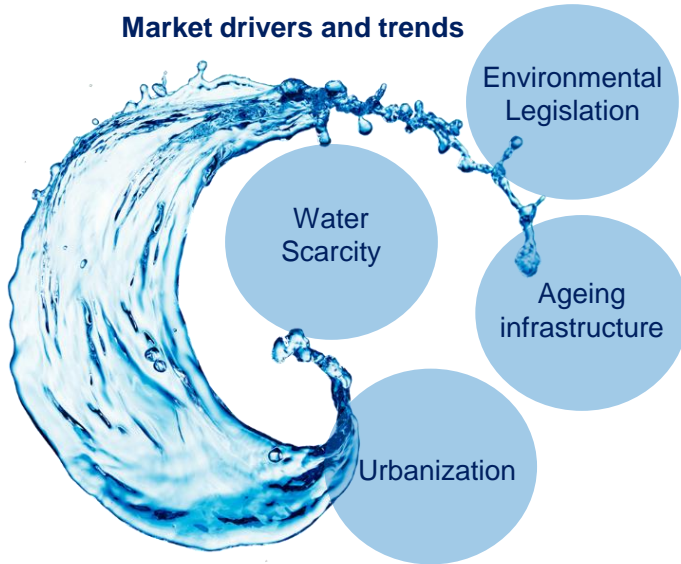 Market drivers and trends
Environmental
Legislation
Water
Scarcity
Ageing
infrastructure
Urbanization